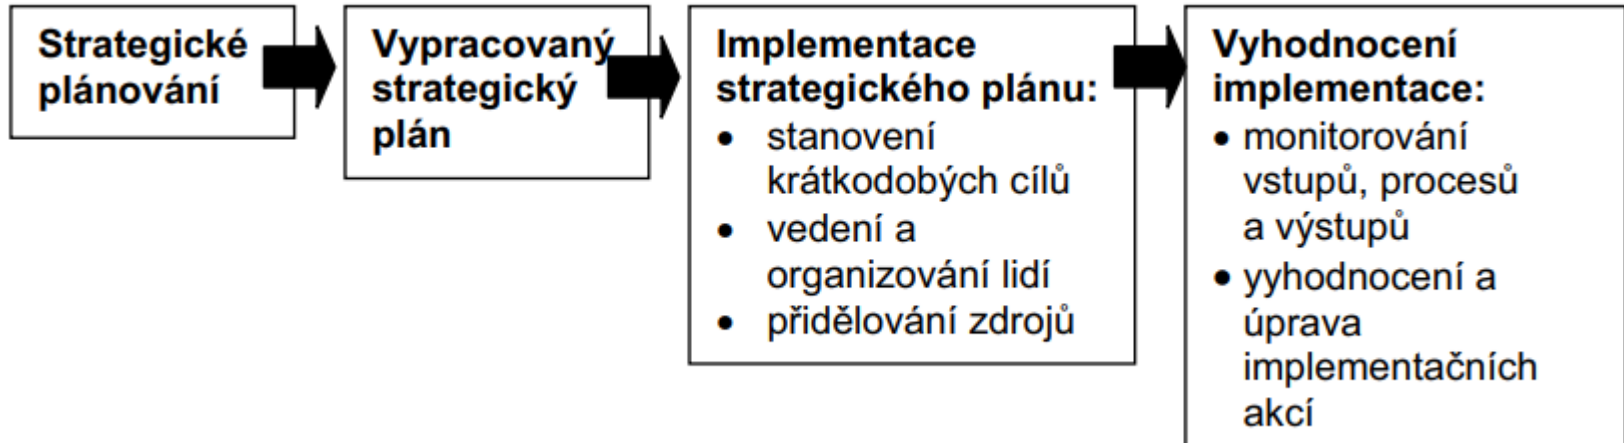 Strategické
plánování
Vypracovaný
strategický
plán
Implementace
strategického plánu:
• stanovení
krátkodobých cílů
• vedení a
organizování lidí
• přidělování zdrojů
Vyhodnocení
implementace:
• monitorování
vstupů, procesů
a výstupů
• yyhodnocení a
úprava
implementačních
akcí